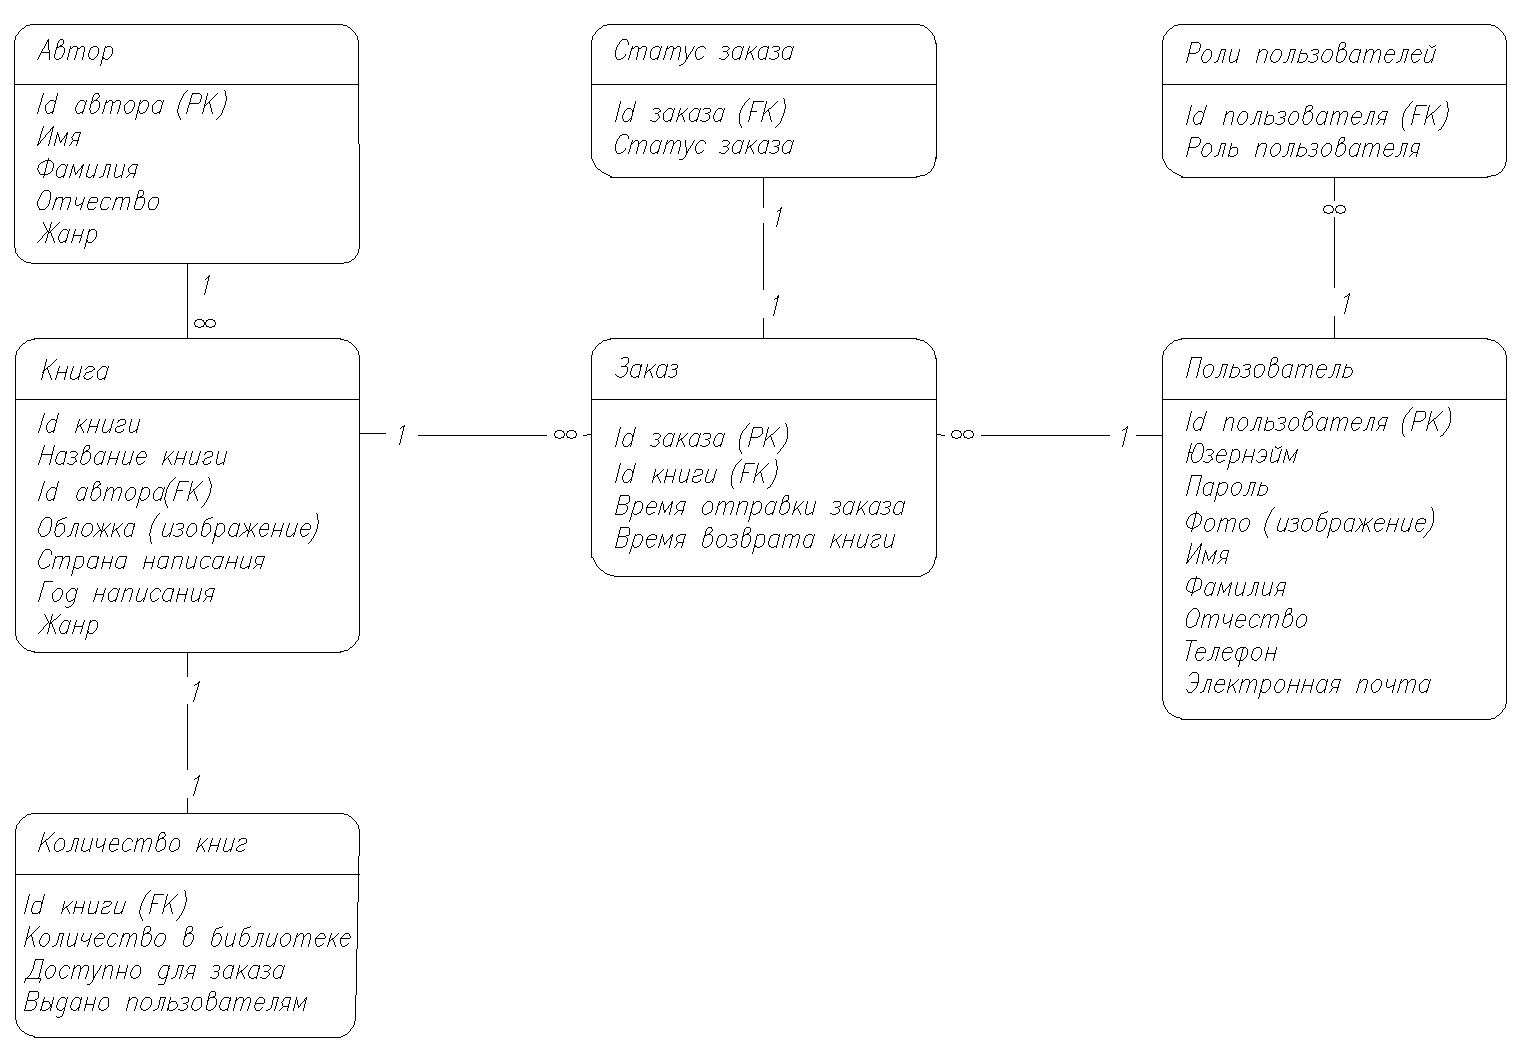 Автор
Id автора (PK)
Имя
Фамилия
Отчество
Жанр
Статус заказа
Id заказа (FK)
Статус заказа
Роли пользователей
Id пользователя (FK)
Роль пользователя
1
∞
1
1
∞
1
Книга
Id книги
Название книги
Id автора(FK)
Обложка (изображение)
Страна написания
Год написания
Жанр
1
∞
Заказ
Id заказа (PK)
Id книги (FK)
Время отправки заказа
Время возврата книги
∞
1
Пользователь
Id пользователя (PK)
Юзернэйм
Пароль
Фото (изображение)
Имя
Фамилия
Отчество
Телефон
Электронная почта
1
1
Количество книг
Id книги (FK)
Количество в библиотеке
Доступно для заказа
Выдано пользователям